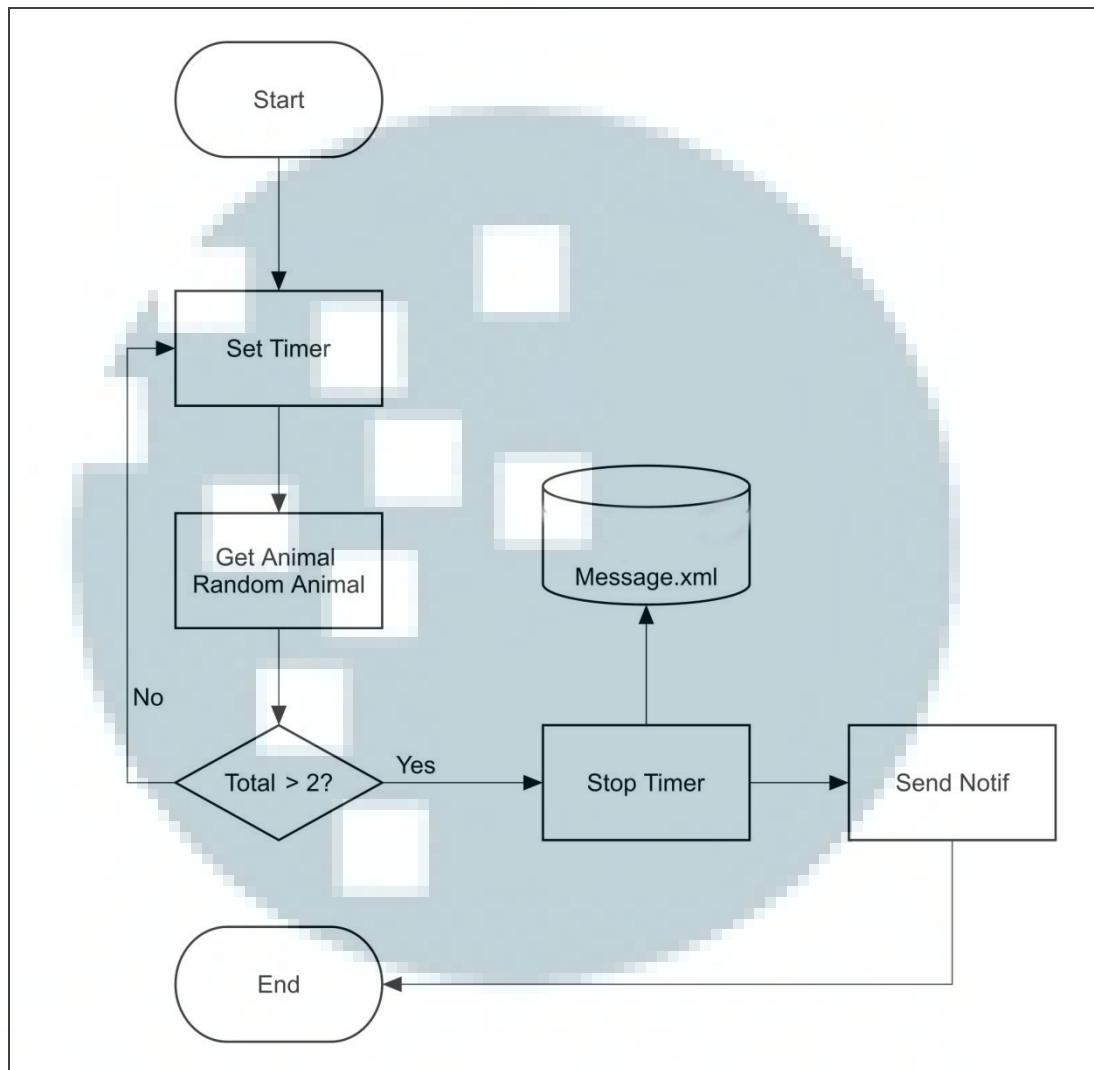 Start
Set Timer
Get Animal
Random Animal
Message.xml
No
Total > 2?
Yes
Stop Timer
Send Notif
End